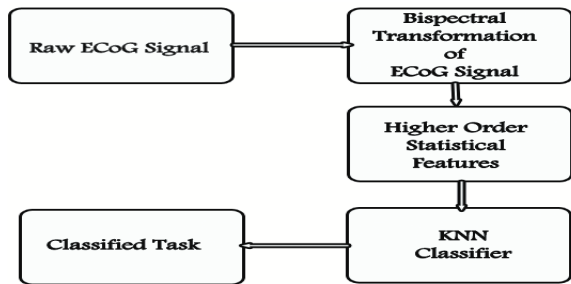 Raw ECoG Signal
Bispectral
Transformation
of
ECoG Signal
Higher Order
Statistical
Features
KNN
Classifier
Classified Task